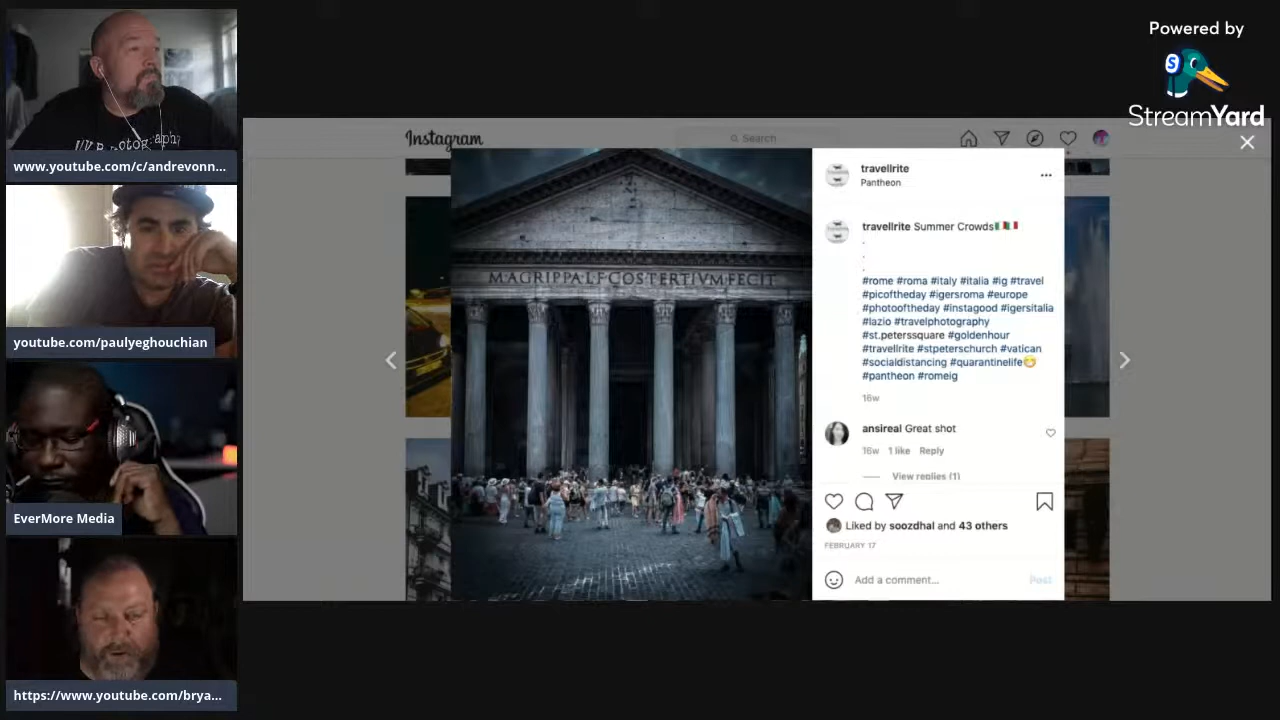 Powered by
S
StreamYard
www.youtube.com/c/andrevonn...
youtube.com/paulyeghouthian
EverMore Media
https://www.youtube.com/brya...
Instagram
Search
M·AGRIPPA·L·F·COS·TERTIVM·FECIT
travellrite
Pantheon
travellrite Summer Crowds
.
.
.
#rome #roma #italy #italia #ig #travel
#picoftheday #igersroma #europe
#photooftheday #instagood #igersitalia
#lazio #travelphotography
#st.peterssquare #goldenhour
#travellrite #stpeterschurch #vatican
#socialdistancing #quarantinelife
#pantheon #romeig
16w
ansireal Great shot
16w 1 like Reply
View replies (1)
Liked by soozdhal and 43 others
FEBRUARY 17
Add a comment...
Post